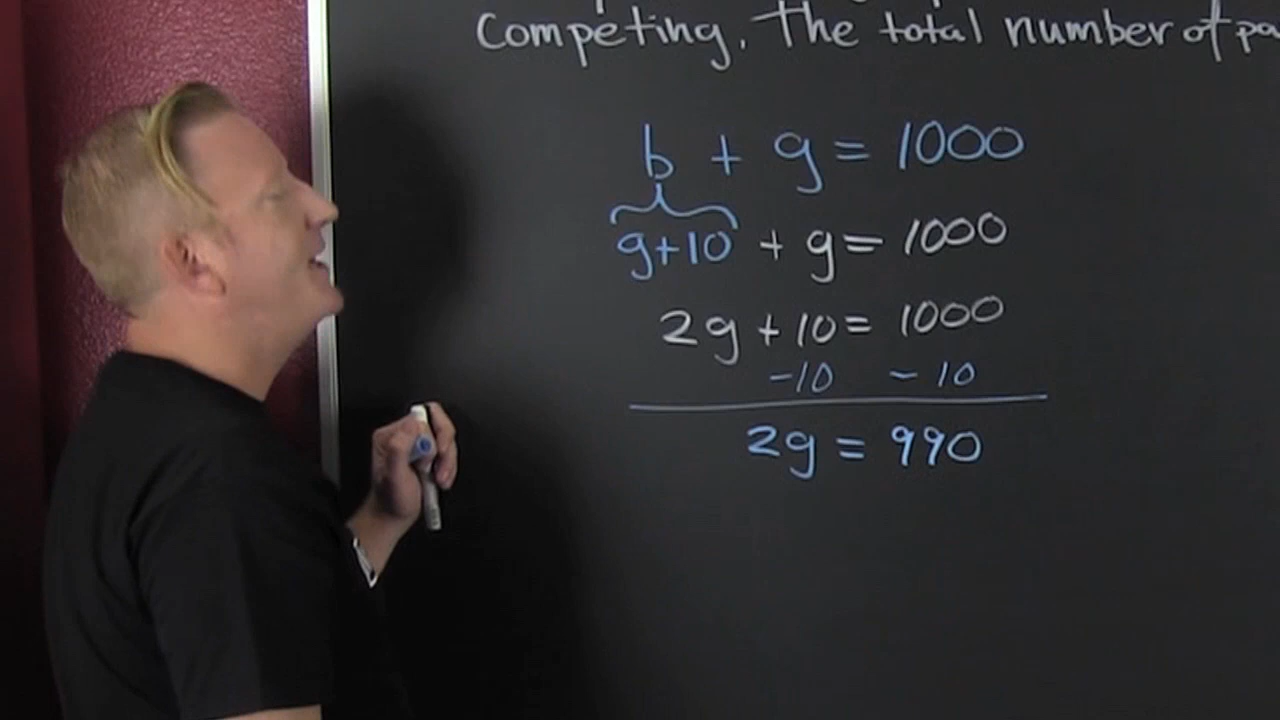 Competing. The total number of
b + g = 1000
g+10 + g = 1000
2g + 10 = 1000
-10 - 10
2g = 990